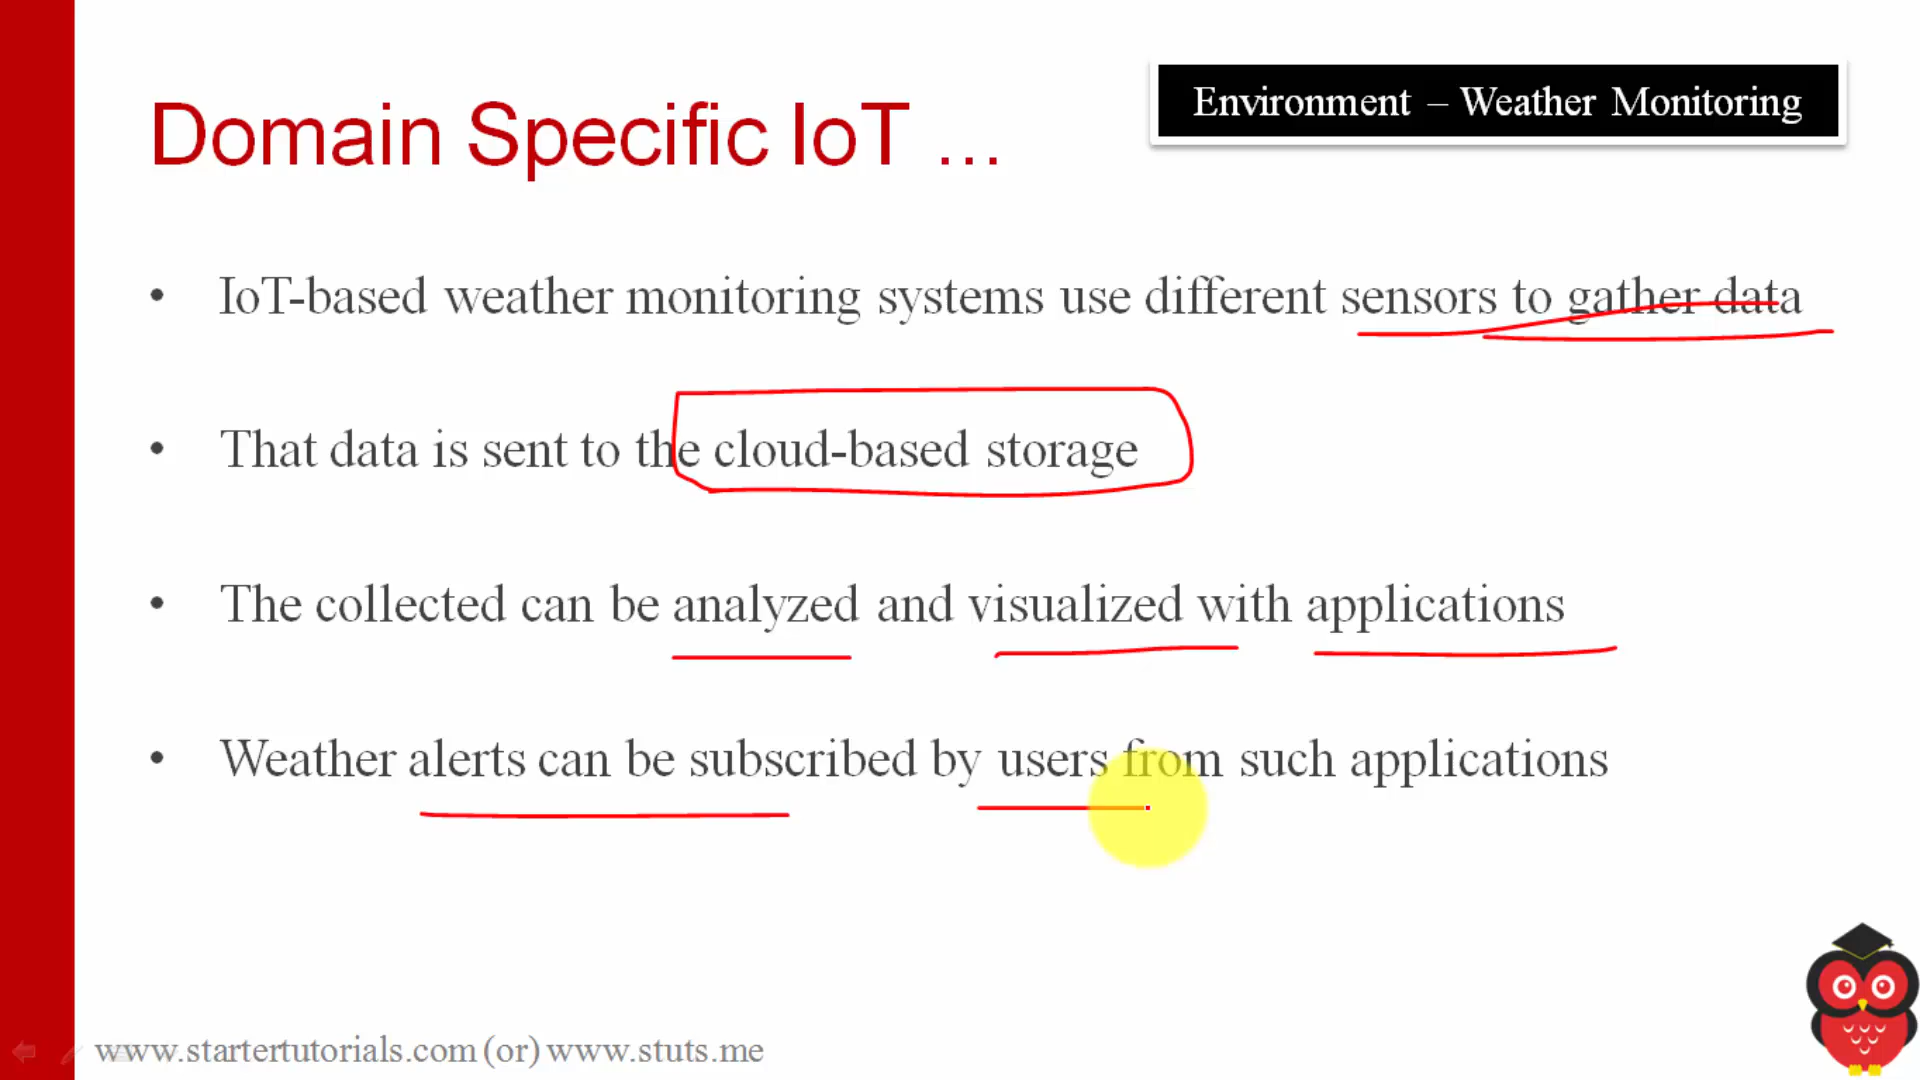 Domain Specific IoT ...
Environment – Weather Monitoring
• IoT-based weather monitoring systems use different sensors to gather data
• That data is sent to the cloud-based storage
• The collected can be analyzed and visualized with applications
• Weather alerts can be subscribed by users from such applications
www.startertutorials.com (or) www.stuts.me